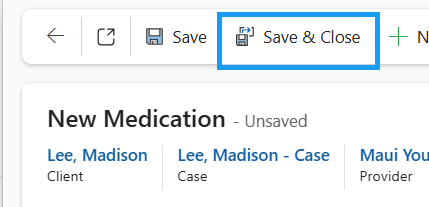 Save Save & Close
New Medication - Unsaved
Lee, Madison Lee, Madison - Case Maui You
Client Case Provider